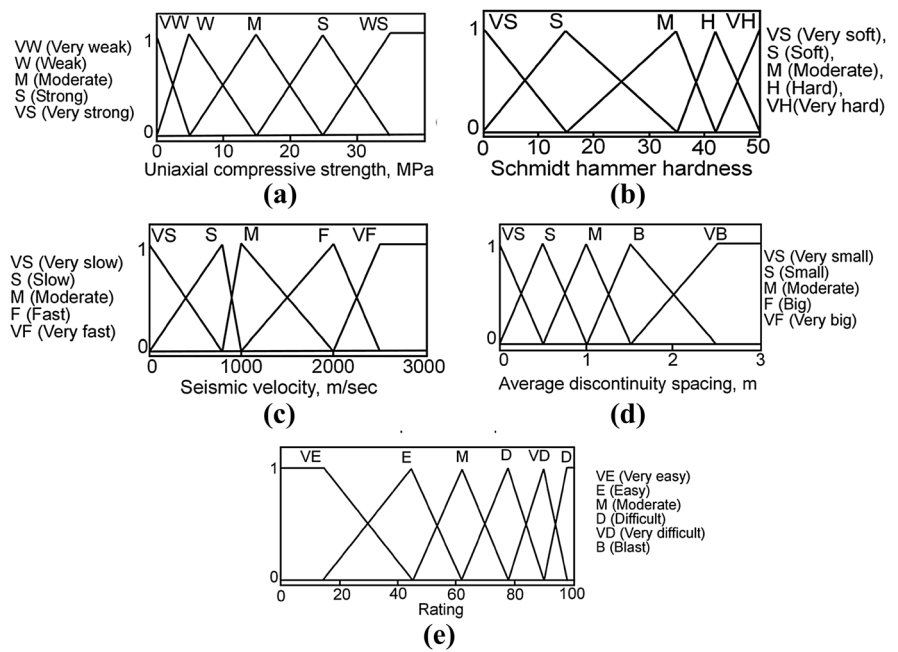 VW W M S WS
1
0
VW (Very weak)
W (Weak)
M (Moderate)
S (Strong)
VS (Very strong)
0 10 20 30
Uniaxial compressive strength, MPa
(a)
VS S M H VH
1
0
VS (Very soft),
S (Soft),
M (Moderate),
H (Hard),
VH(Very hard)
0 10 20 30 40 50
Schmidt hammer hardness
(b)
VS S M F VF
1
0
VS (Very slow)
S (Slow)
M (Moderate)
F (Fast)
VF (Very fast)
0 1000 2000 3000
Seismic velocity, m/sec
(c)
VS S M B VB
1
0
VS (Very small)
S (Small)
M (Moderate)
F (Big)
VF (Very big)
0 1 2 3
Average discontinuity spacing, m
(d)
VE E M D VD D
1
0
VE (Very easy)
E (Easy)
M (Moderate)
D (Difficult)
VD (Very difficult)
B (Blast)
0 20 40 60 80 100
Rating
(e)